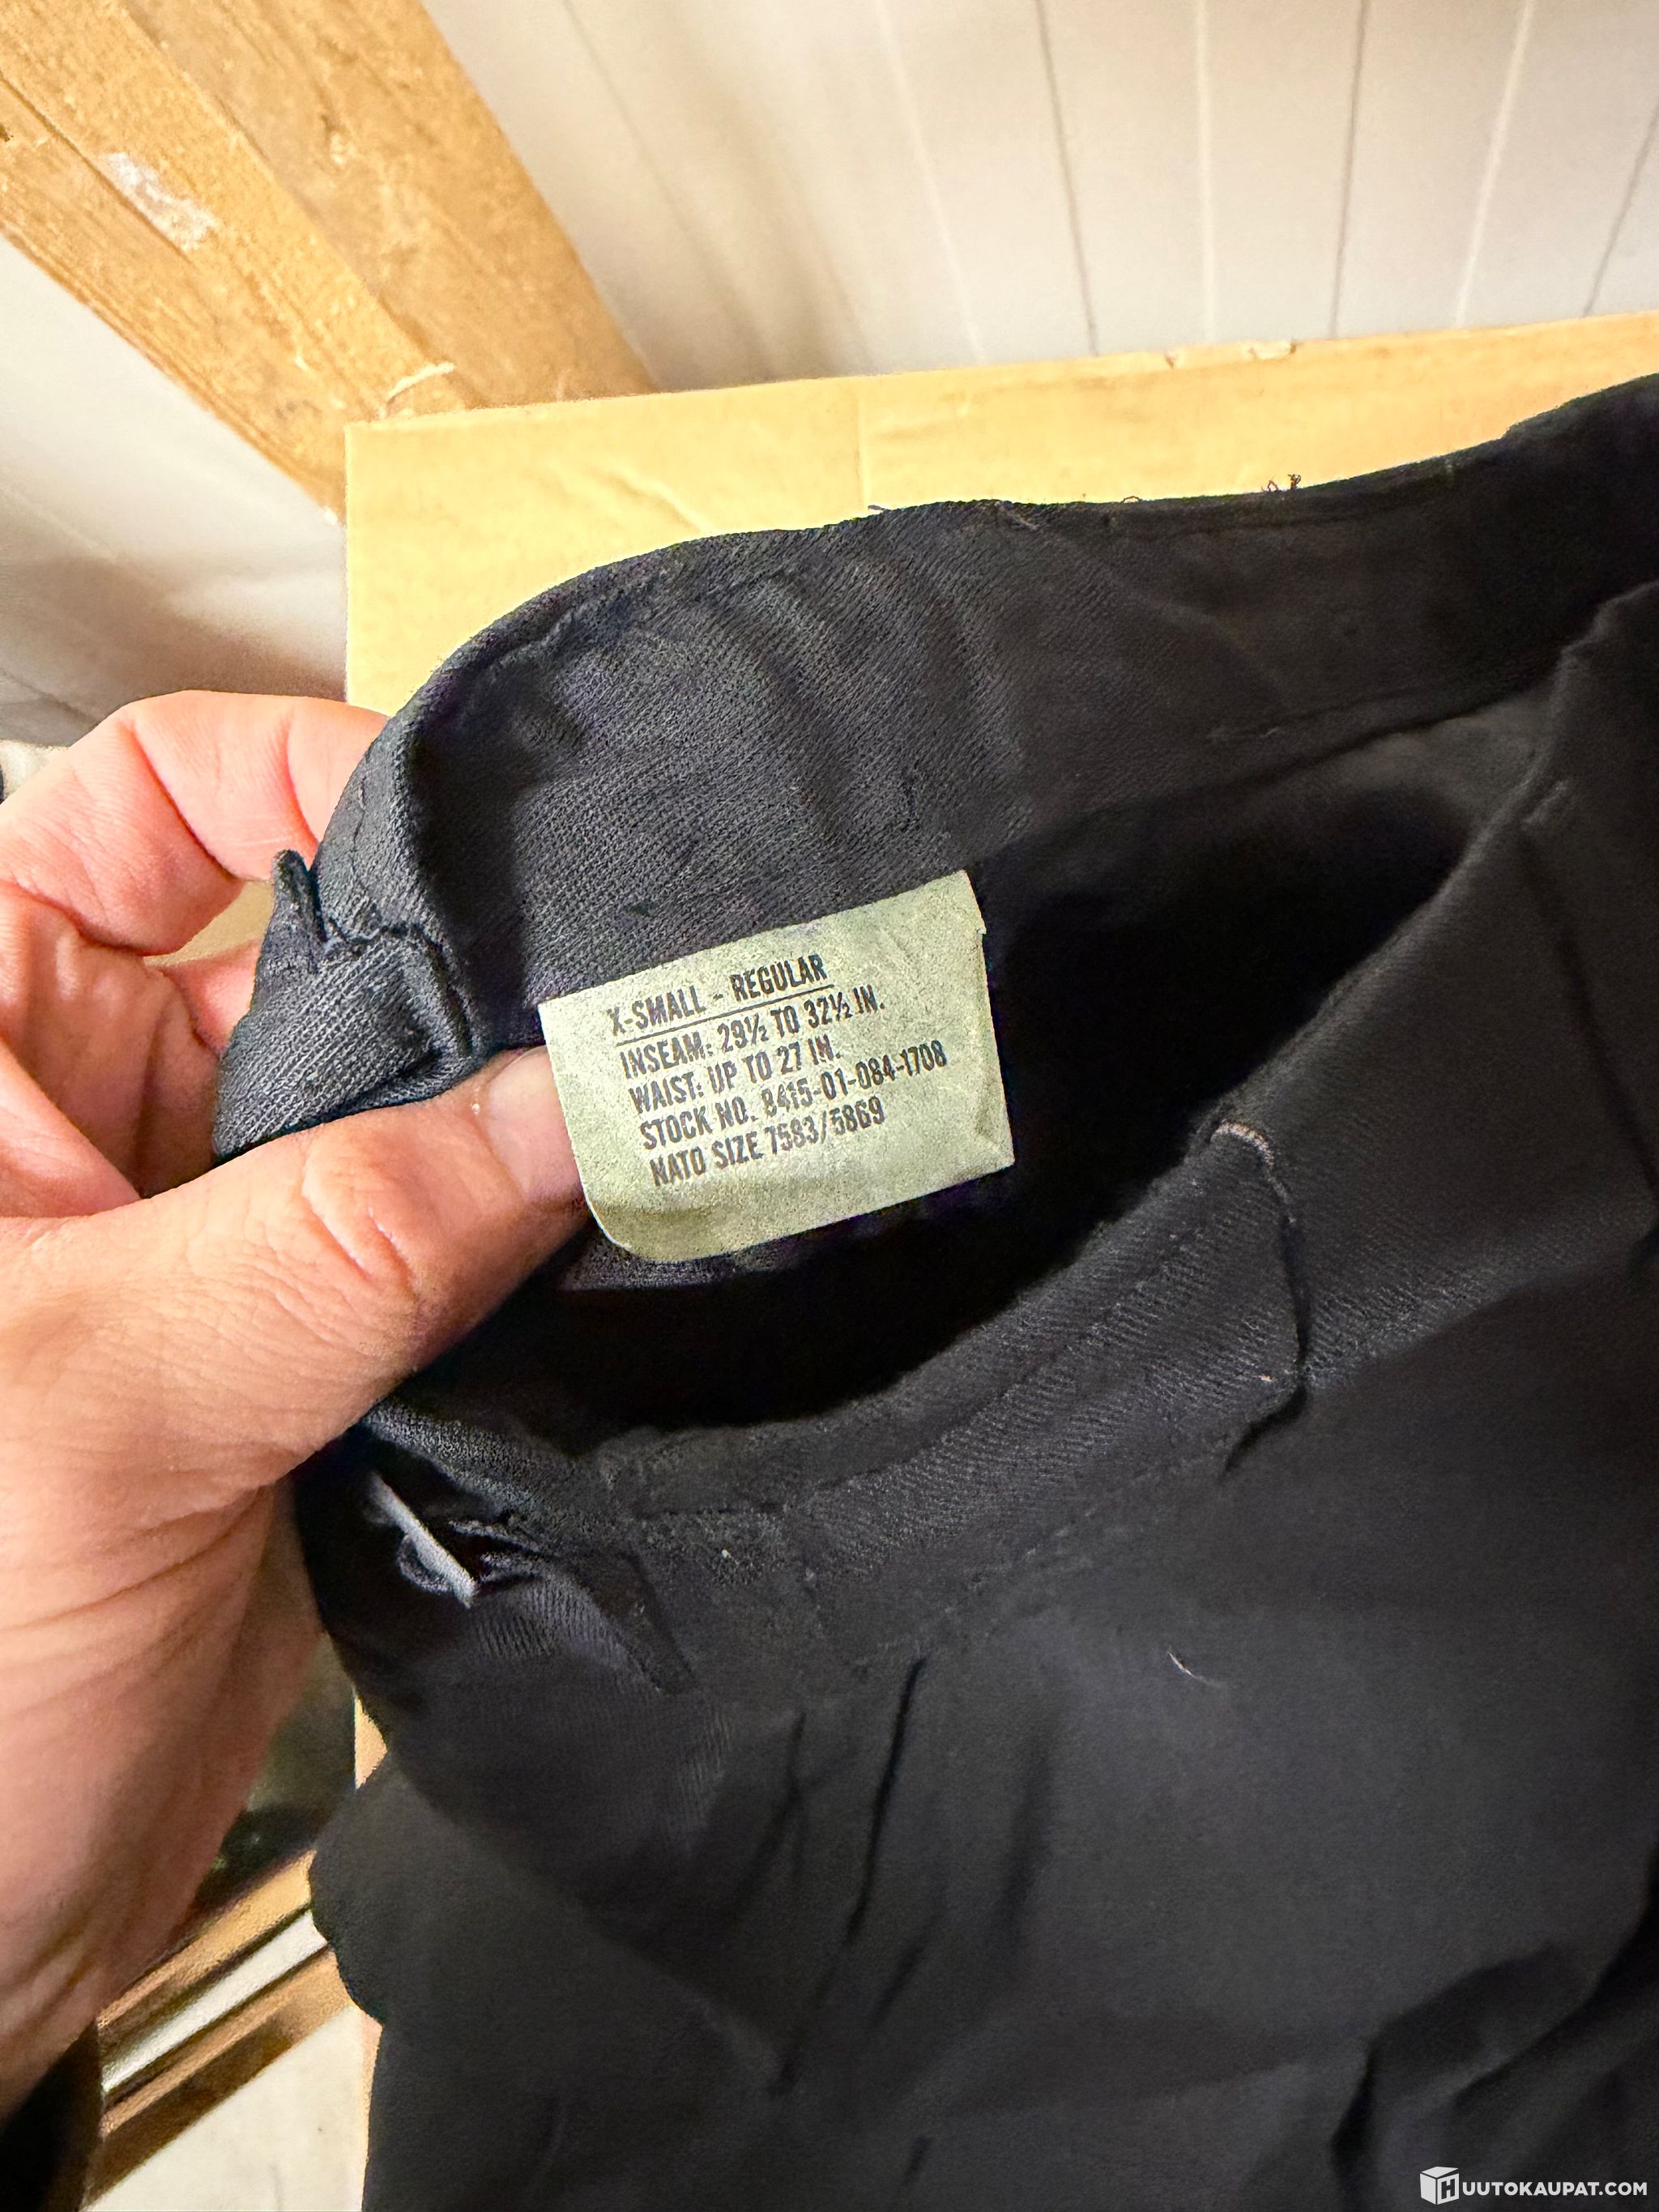 X-SMALL - REGULAR
INSEAM: 29½ TO 32½ IN.
WAIST: UP TO 27 IN.
STOCK NO. 8415-01-084-1708
NATO SIZE 7583/5869
HUUTOKAUPAT.COM